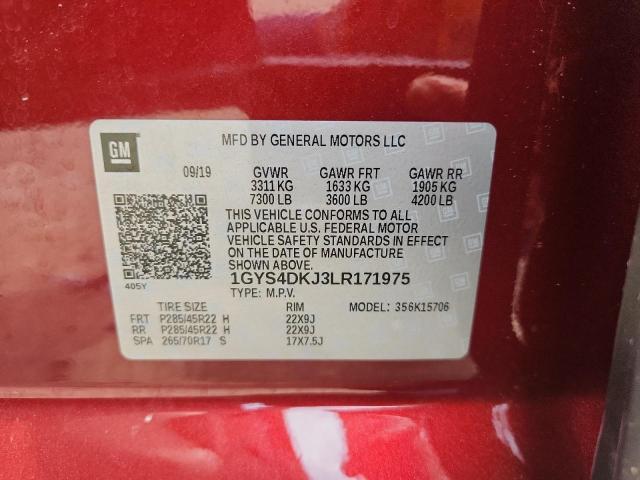 GM
MFD BY GENERAL MOTORS LLC
09/19 GVWR GAWR FRT GAWR RR
3311 KG 1633 KG 1905 KG
7300 LB 3600 LB 4200 LB
THIS VEHICLE CONFORMS TO ALL
APPLICABLE U.S. FEDERAL MOTOR
VEHICLE SAFETY STANDARDS IN EFFECT
ON THE DATE OF MANUFACTURE
SHOWN ABOVE.
405Y
1GYS4DKJ3LR171975
TYPE: M.P.V.
TIRE SIZE RIM MODEL: 356K15706
FRT P285/45R22 H 22X9J
RR P285/45R22 H 22X9J
SPA 265/70R17 S 17X7.5J